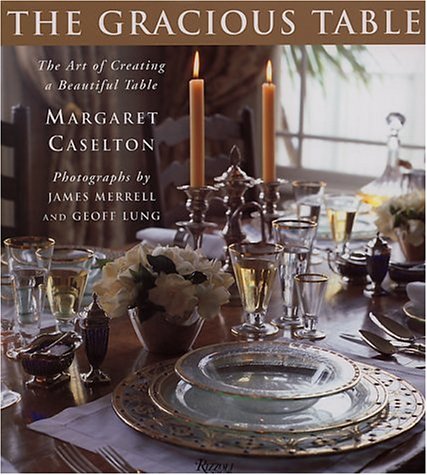 THE GRACIOUS TABLE
The Art of Creating
a Beautiful Table
MARGARET
CASELTON
Photographs by
JAMES MERRELL
AND GEOFF LUNG
RIZZOLI